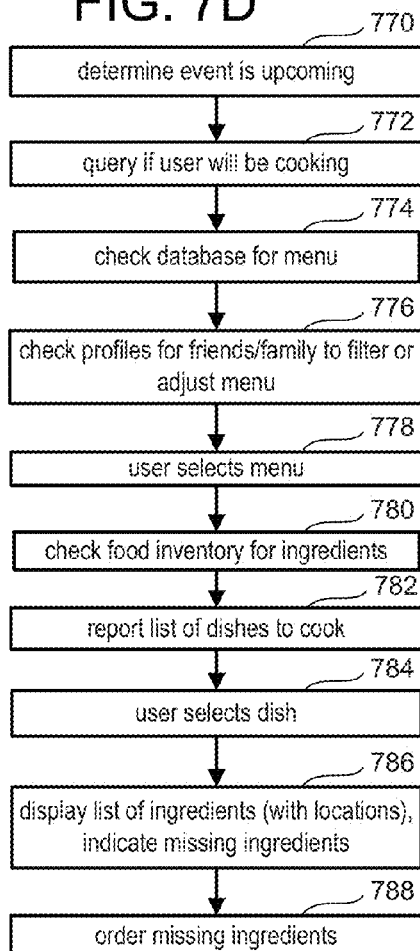 FIG. 7D
770
determine event is upcoming
772
query if user will be cooking
774
check database for menu
776
check profiles for friends/family to filter or
adjust menu
778
user selects menu
780
check food inventory for ingredients
782
report list of dishes to cook
784
user selects dish
786
display list of ingredients (with locations),
indicate missing ingredients
788
order missing ingredients